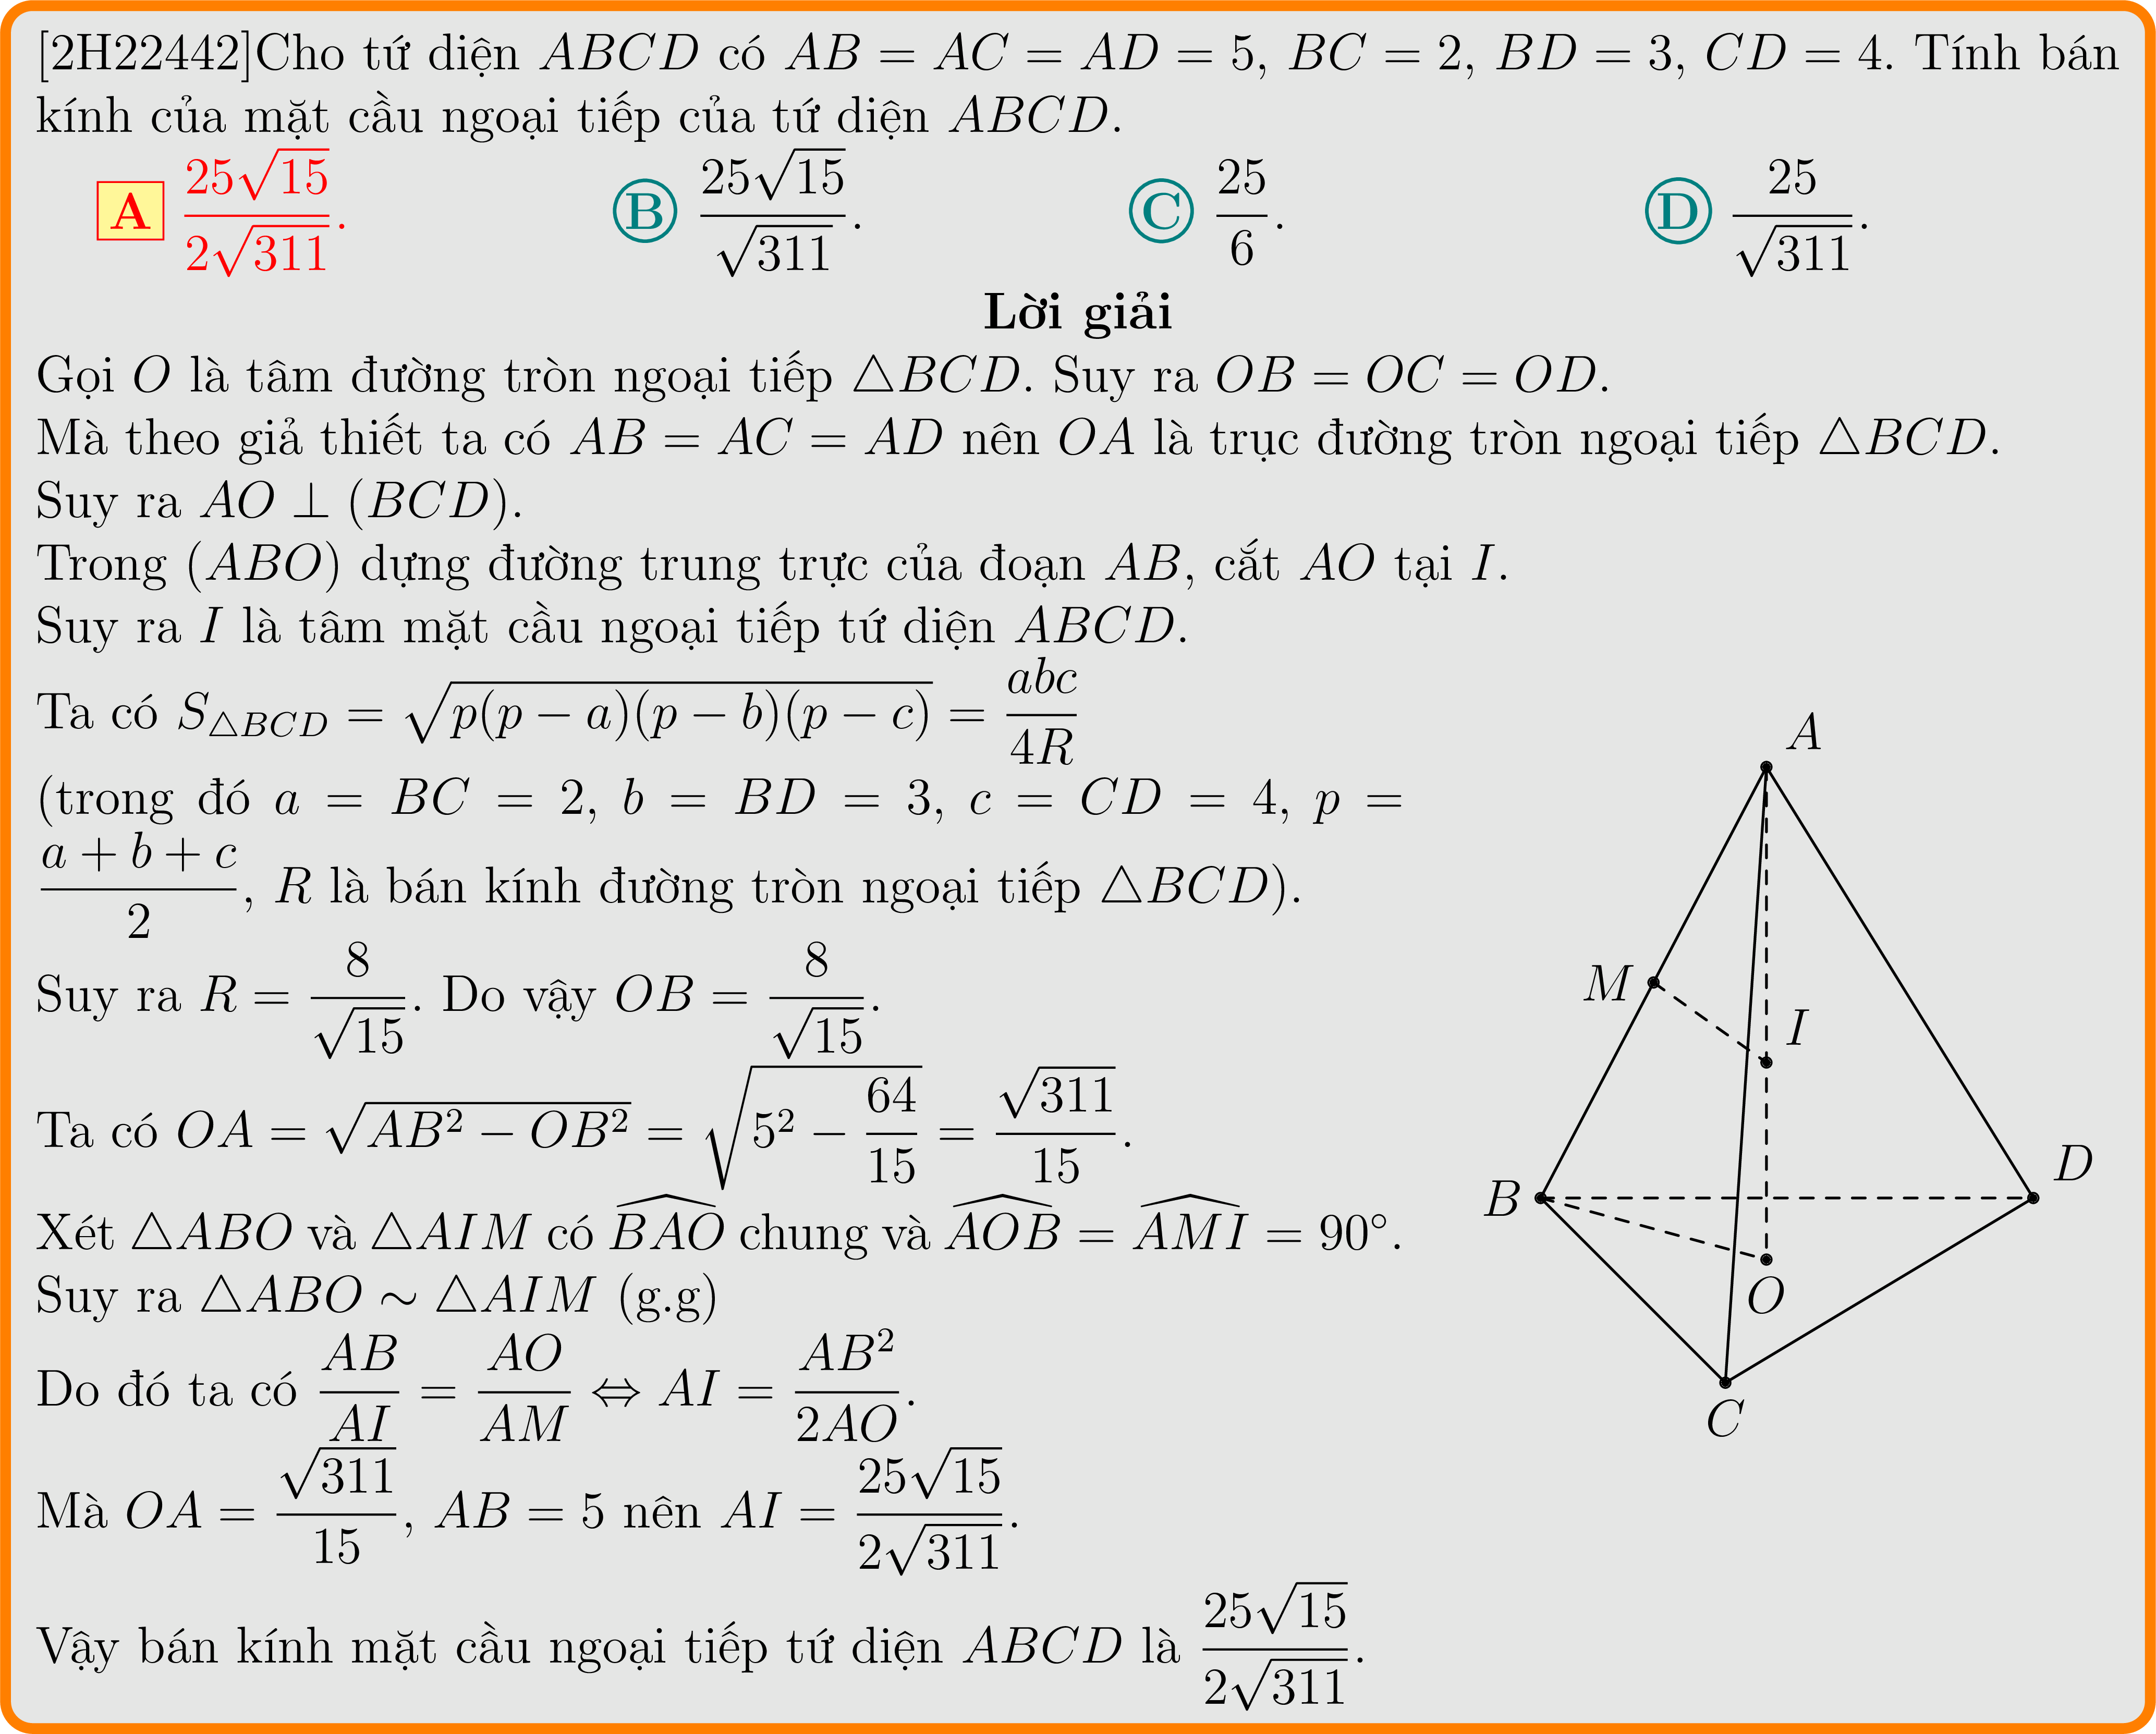 [2H22442]Cho tứ diện ABCD có AB = AC = AD = 5, BC = 2, BD = 3, CD = 4. Tính bán
kính của mặt cầu ngoại tiếp của tứ diện ABCD.
A \frac{25\sqrt{15}}{2\sqrt{311}}. B \frac{25\sqrt{15}}{\sqrt{311}}. C \frac{25}{6}. D \frac{25}{\sqrt{311}}.
Lời giải
Gọi O là tâm đường tròn ngoại tiếp △BCD. Suy ra OB = OC = OD.
Mà theo giả thiết ta có AB = AC = AD nên OA là trục đường tròn ngoại tiếp △BCD.
Suy ra AO ⊥ (BCD).
Trong (ABO) dựng đường trung trực của đoạn AB, cắt AO tại I.
Suy ra I là tâm mặt cầu ngoại tiếp tứ diện ABCD.
Ta có S_{△BCD} = \sqrt{p(p − a)(p − b)(p − c)} = \frac{abc}{4R}
(trong đó a = BC = 2, b = BD = 3, c = CD = 4, p =
\frac{a + b + c}{2}, R là bán kính đường tròn ngoại tiếp △BCD).
Suy ra R = \frac{8}{\sqrt{15}}. Do vậy OB = \frac{8}{\sqrt{15}}.
Ta có OA = \sqrt{AB^2 − OB^2} = \sqrt{5^2 − \frac{64}{15}} = \frac{\sqrt{311}}{15}.
Xét △ABO và △AIM có \widehat{BAO} chung và \widehat{AOB} = \widehat{AMI} = 90°.
Suy ra △ABO ∼ △AIM (g.g)
Do đó ta có \frac{AB}{AI} = \frac{AO}{AM} ⇔ AI = \frac{AB^2}{2AO}.
Mà OA = \frac{\sqrt{311}}{15}, AB = 5 nên AI = \frac{25\sqrt{15}}{2\sqrt{311}}.
Vậy bán kính mặt cầu ngoại tiếp tứ diện ABCD là \frac{25\sqrt{15}}{2\sqrt{311}}.
A
M
I
D
B
O
C